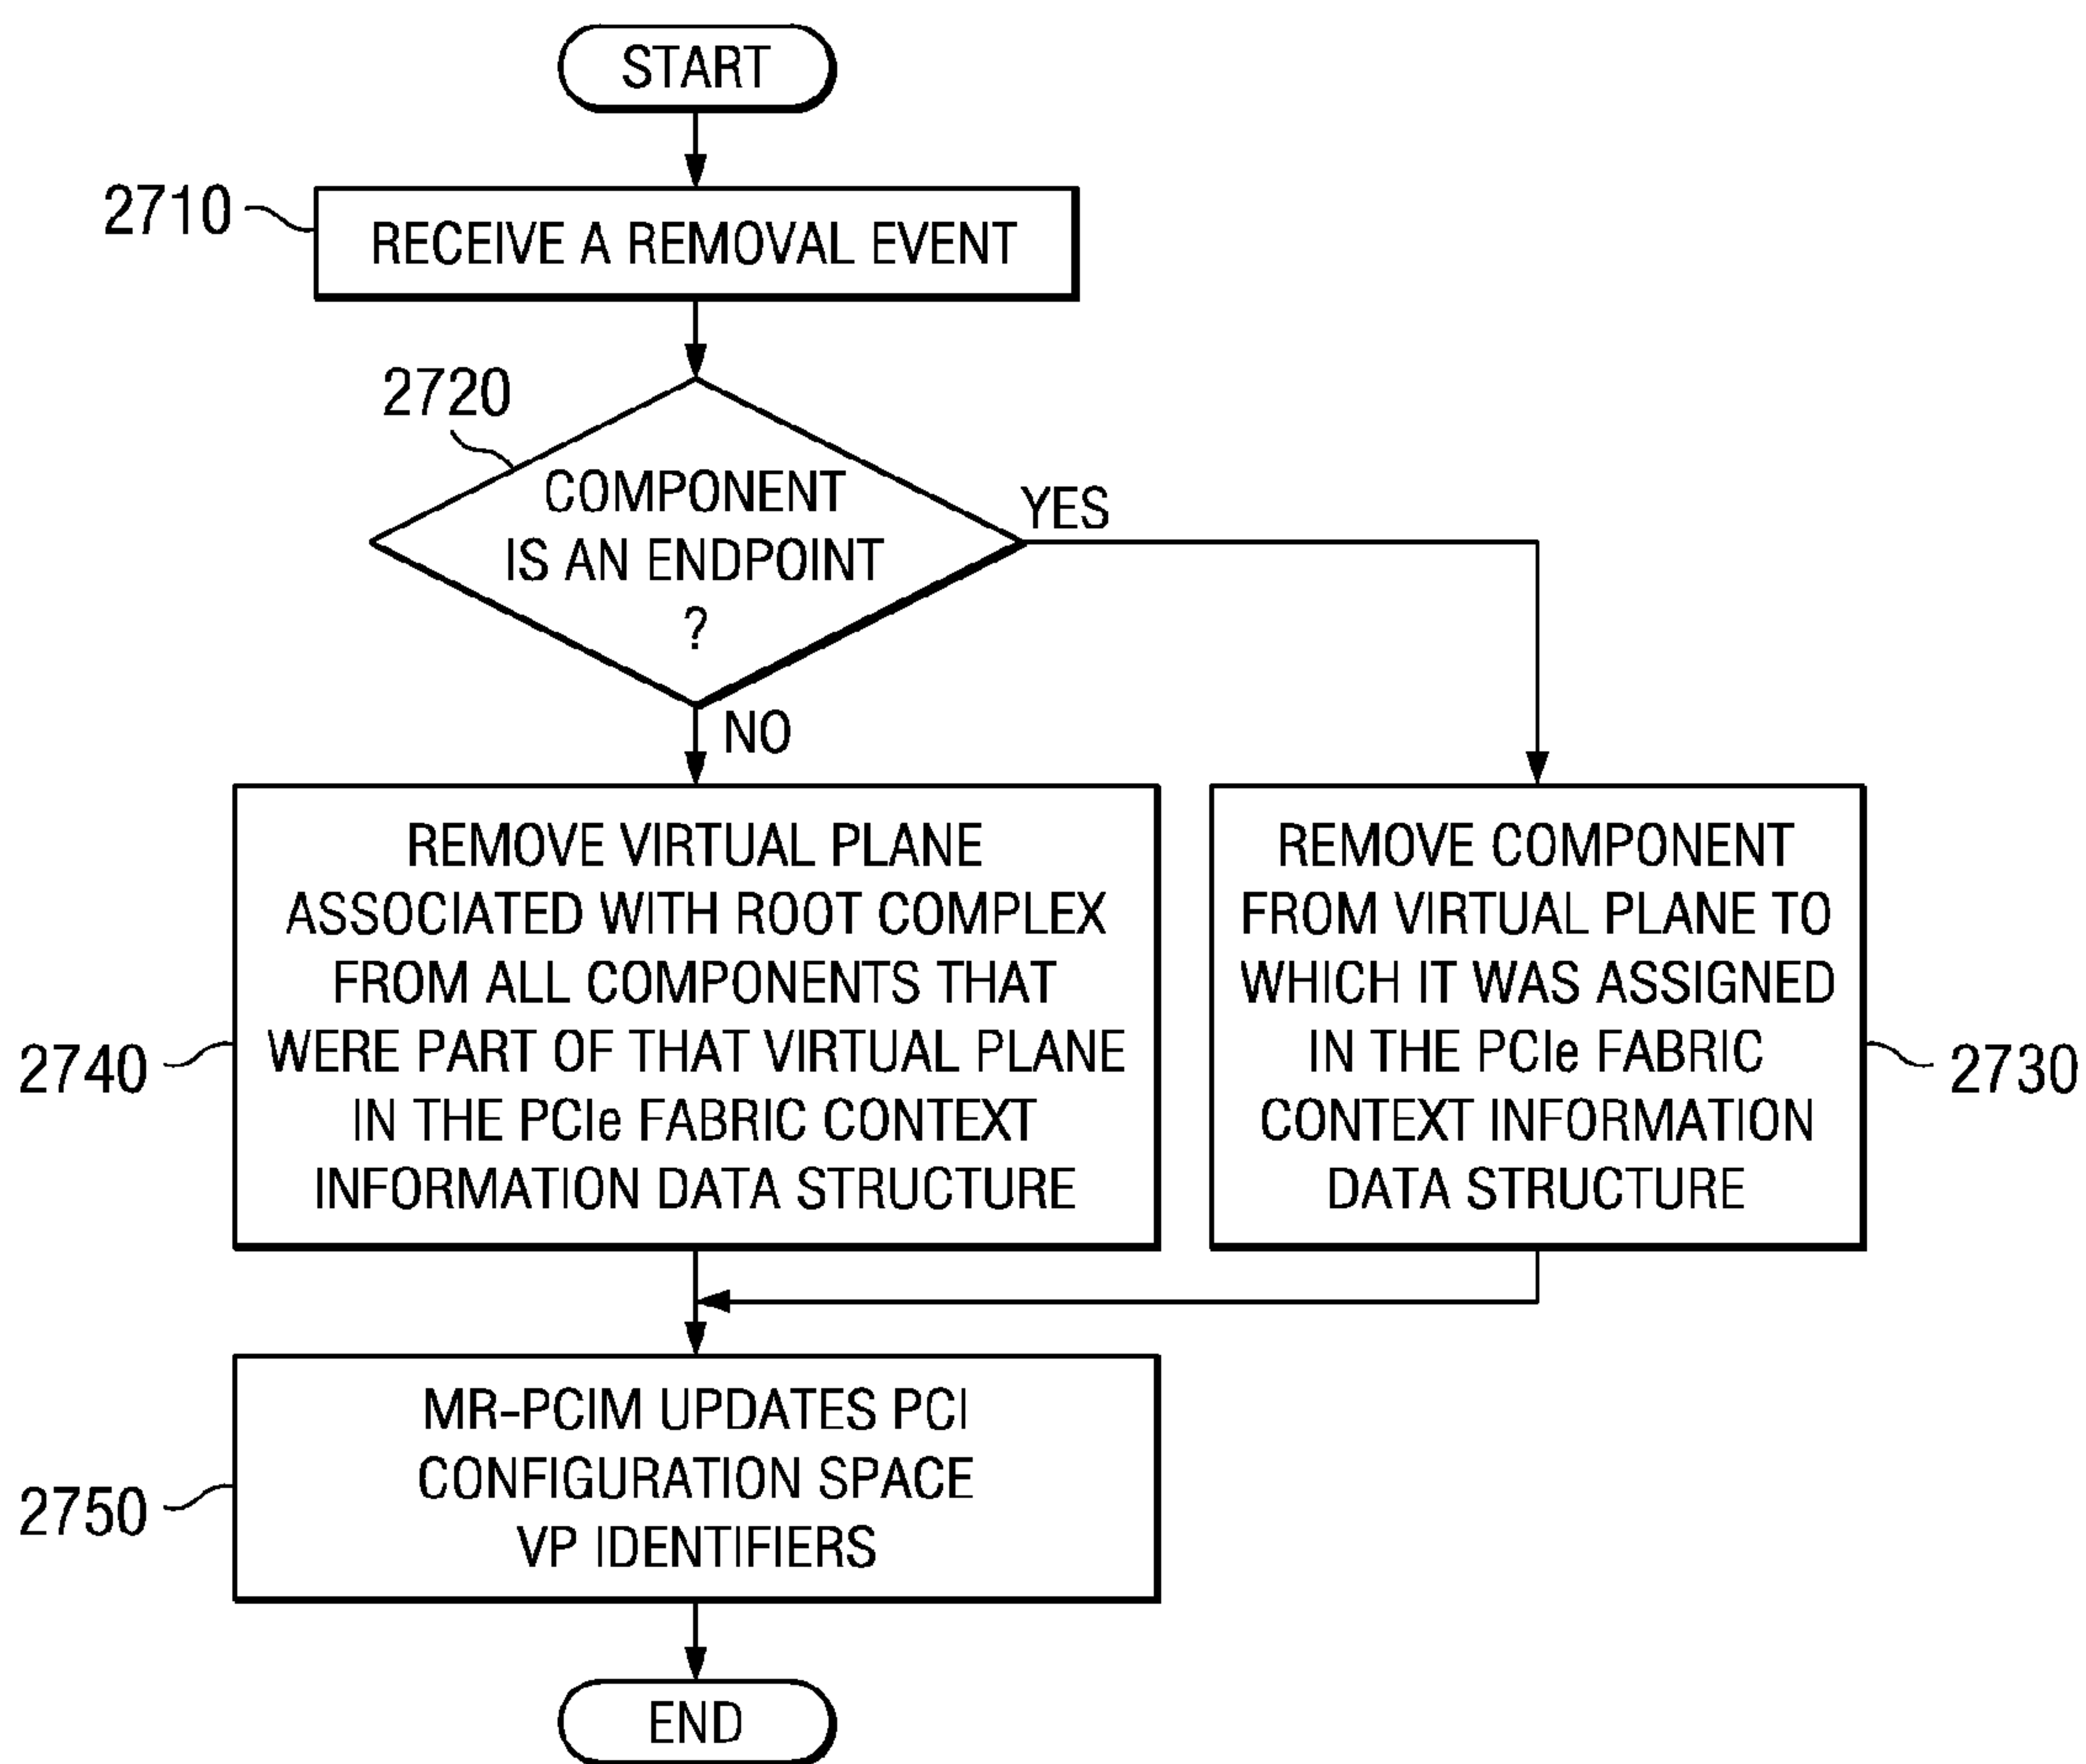 START
2710
RECEIVE A REMOVAL EVENT
2720
COMPONENT
IS AN ENDPOINT
?
YES
NO
REMOVE VIRTUAL PLANE
ASSOCIATED WITH ROOT COMPLEX
FROM ALL COMPONENTS THAT
WERE PART OF THAT VIRTUAL PLANE
IN THE PCIe FABRIC CONTEXT
INFORMATION DATA STRUCTURE
2740
REMOVE COMPONENT
FROM VIRTUAL PLANE TO
WHICH IT WAS ASSIGNED
IN THE PCIe FABRIC
CONTEXT INFORMATION
DATA STRUCTURE
2730
MR-PCIM UPDATES PCI
CONFIGURATION SPACE
VP IDENTIFIERS
2750
END